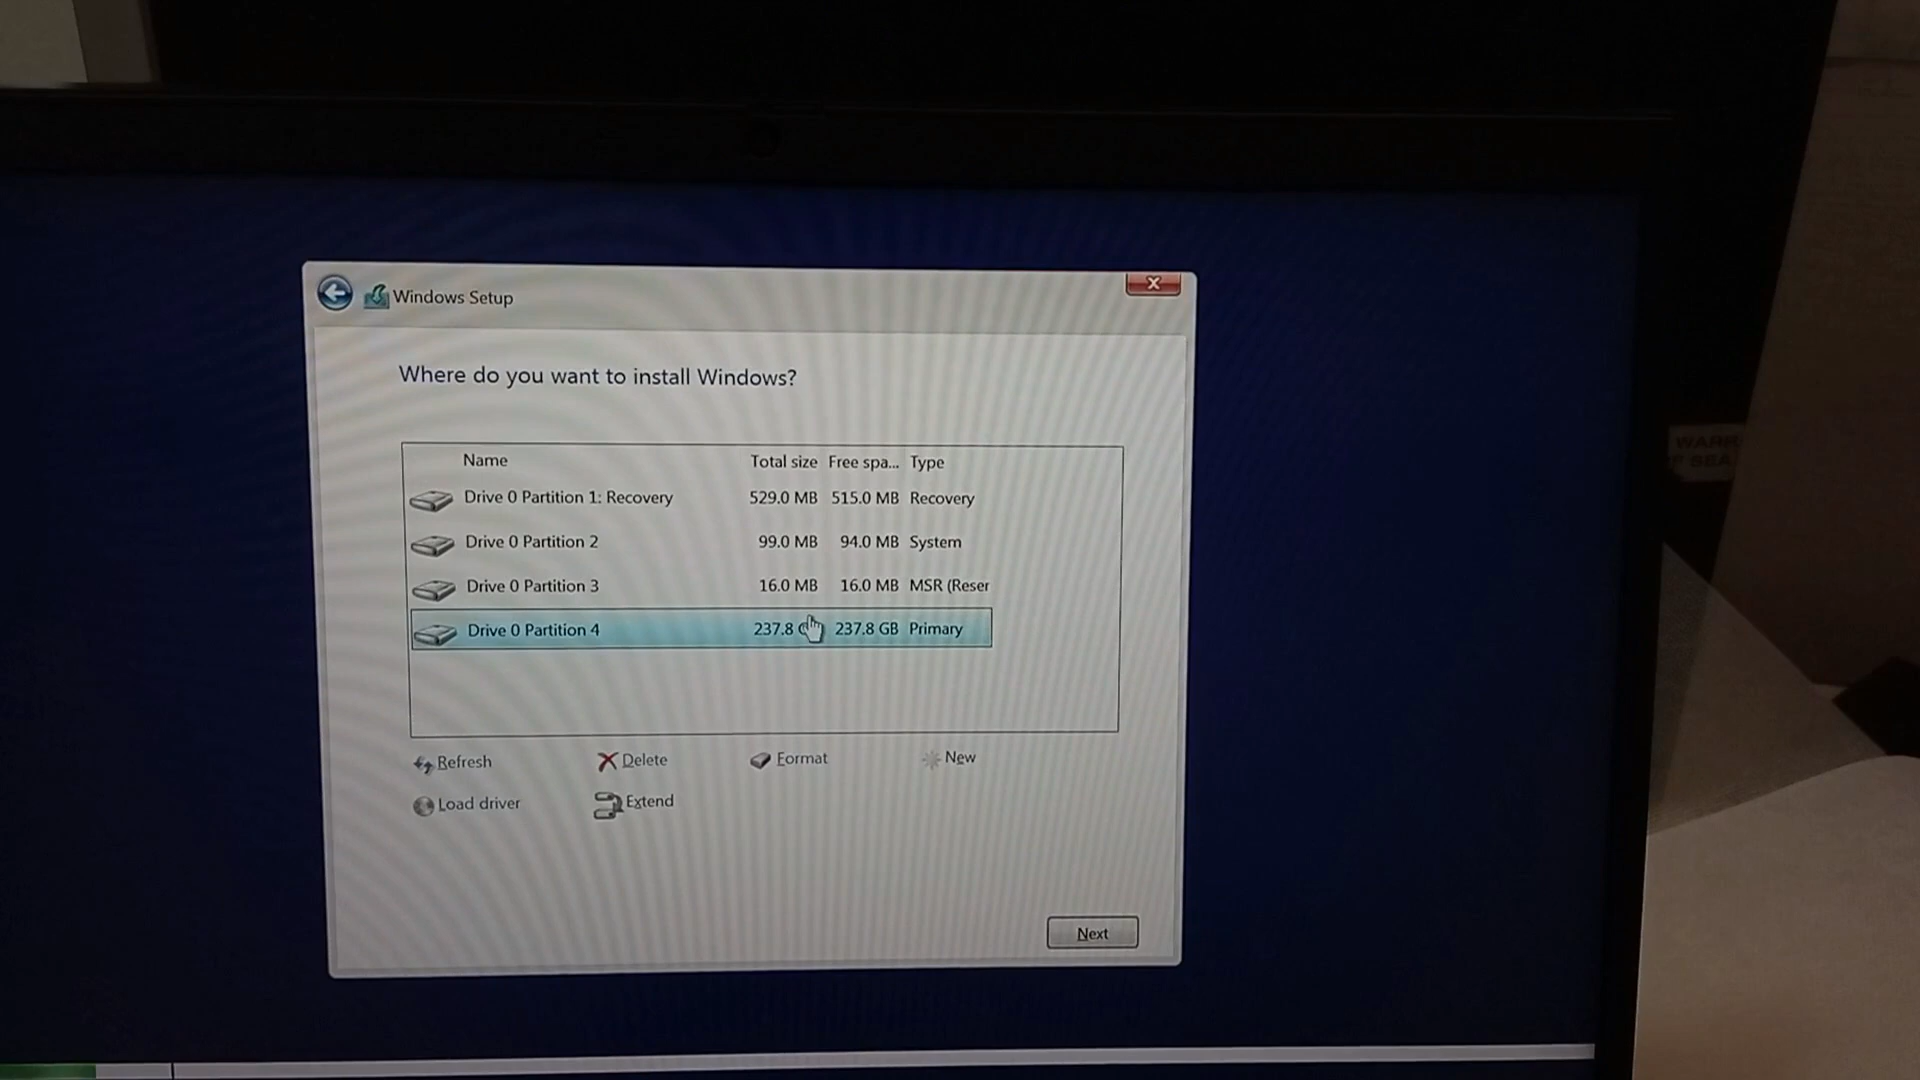 Windows Setup
Where do you want to install Windows?
Name Total size Free spa... Type
Drive 0 Partition 1: Recovery 529.0 MB 515.0 MB Recovery
Drive 0 Partition 2 99.0 MB 94.0 MB System
Drive 0 Partition 3 16.0 MB 16.0 MB MSR (Reser
Drive 0 Partition 4 237.8 237.8 GB Primary
Refresh Delete Format New
Load driver Extend
Next